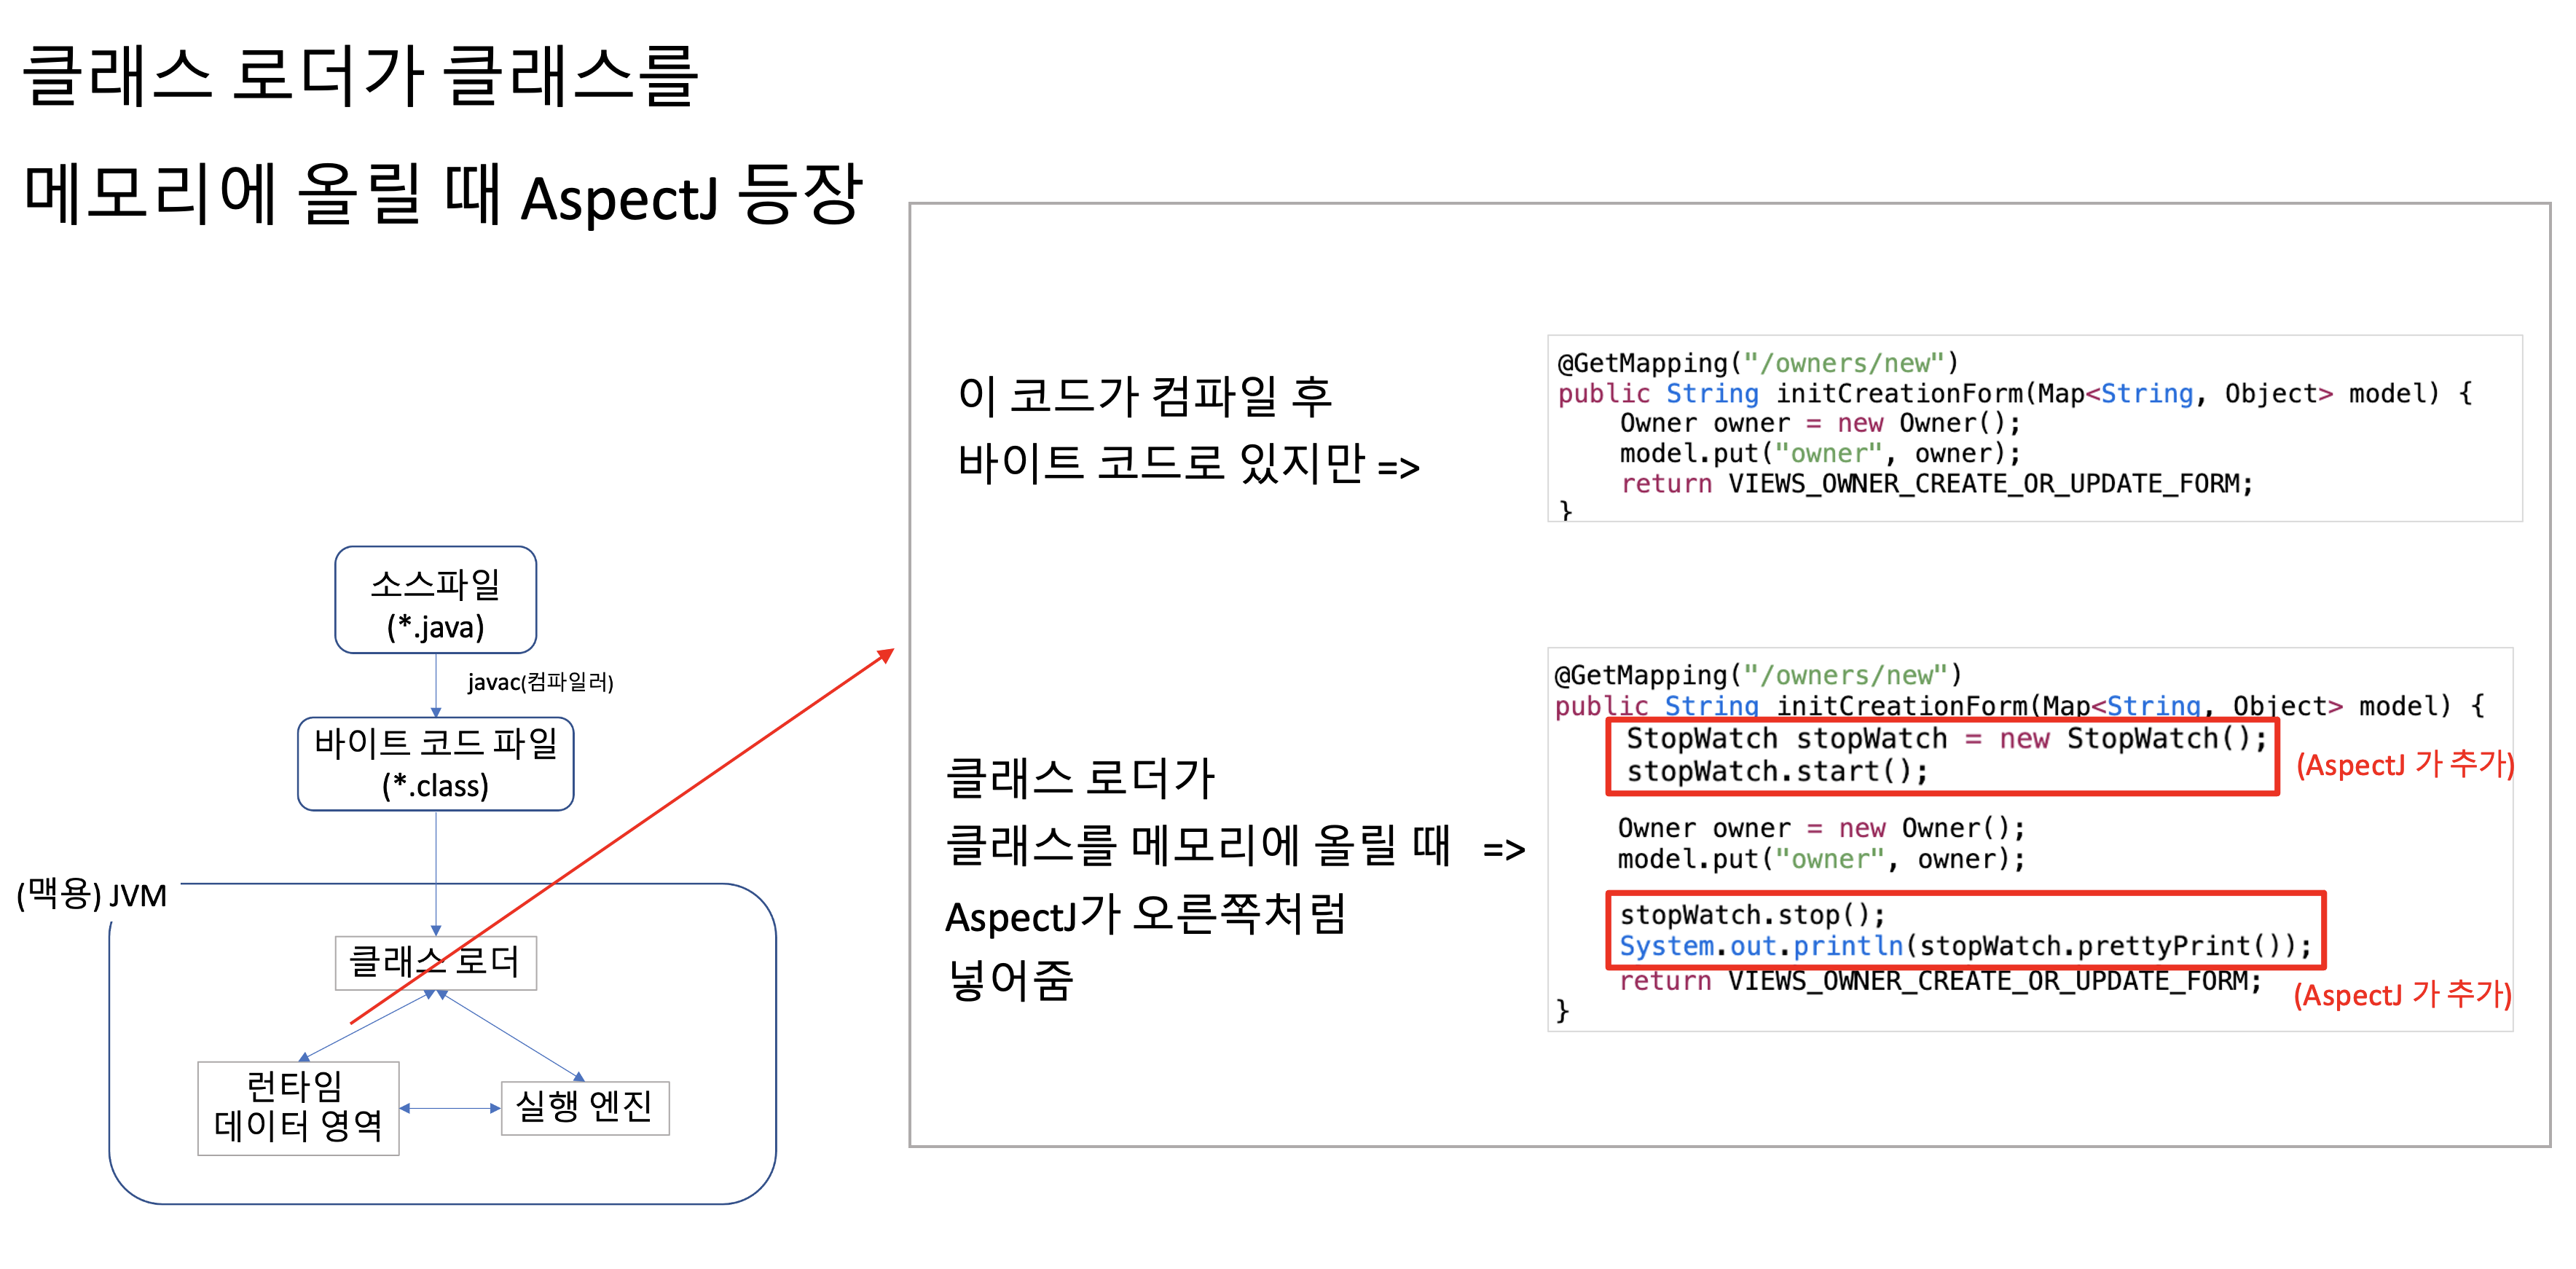 클래스 로더가 클래스를
메모리에 올릴 때 AspectJ 등장
소스파일
(*.java)
javac(컴파일러)
바이트 코드 파일
(*.class)
(맥용) JVM
클래스 로더
런타임
데이터 영역
실행 엔진
이 코드가 컴파일 후
바이트 코드로 있지만 =>
@GetMapping("/owners/new")
public String initCreationForm(Map<String, Object> model) {
    Owner owner = new Owner();
    model.put("owner", owner);
    return VIEWS_OWNER_CREATE_OR_UPDATE_FORM;
}
클래스 로더가
클래스를 메모리에 올릴 때 =>
AspectJ가 오른쪽처럼
넣어줌
@GetMapping("/owners/new")
public String initCreationForm(Map<String, Object> model) {
    StopWatch stopWatch = new StopWatch();
    stopWatch.start();
(AspectJ 가 추가)
    Owner owner = new Owner();
    model.put("owner", owner);
    stopWatch.stop();
    System.out.println(stopWatch.prettyPrint());
    return VIEWS_OWNER_CREATE_OR_UPDATE_FORM;
(AspectJ 가 추가)
}